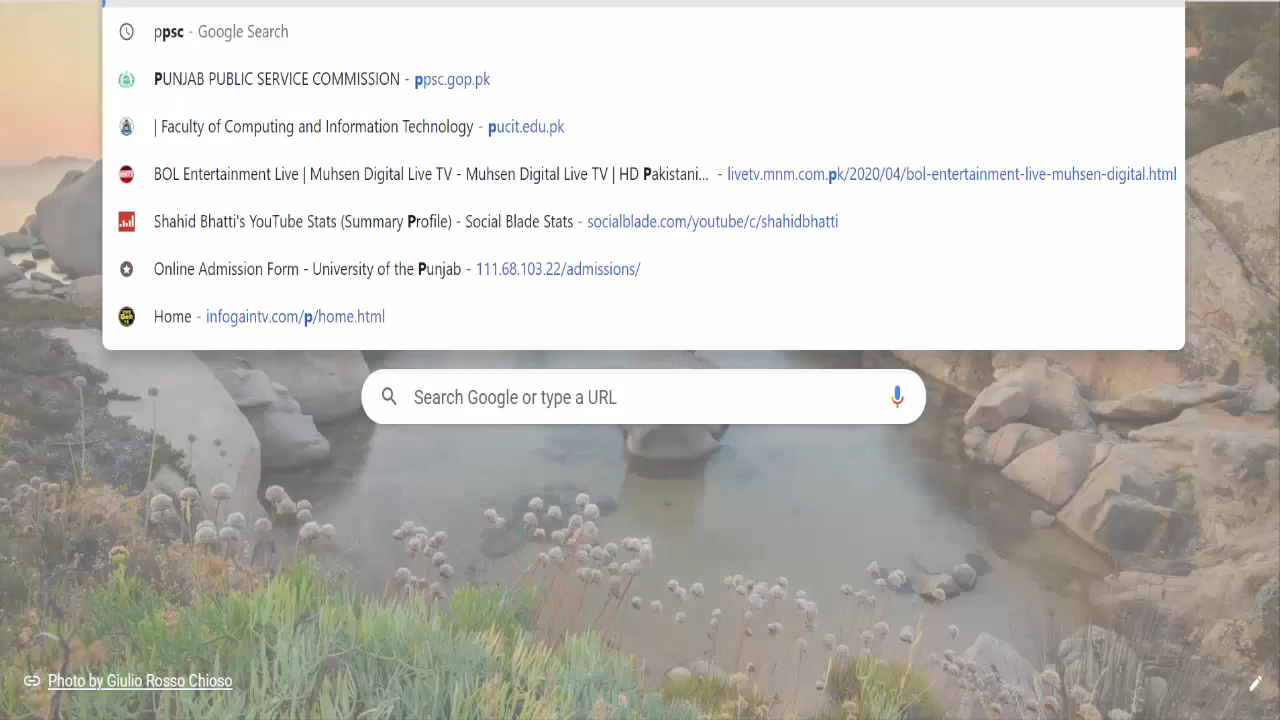 ppsc - Google Search
PUNJAB PUBLIC SERVICE COMMISSION - ppsc.gop.pk
| Faculty of Computing and Information Technology - pucit.edu.pk
BOL Entertainment Live | Muhsen Digital Live TV - Muhsen Digital Live TV | HD Pakistani... - livetv.mnm.com.pk/2020/04/bol-entertainment-live-muhsen-digital.html
Shahid Bhatti's YouTube Stats (Summary Profile) - Social Blade Stats - socialblade.com/youtube/c/shahidbhatti
Online Admission Form - University of the Punjab - 111.68.103.22/admissions/
Home - infogaintv.com/p/home.html
Search Google or type a URL
Photo by Giulio Rosso Chioso